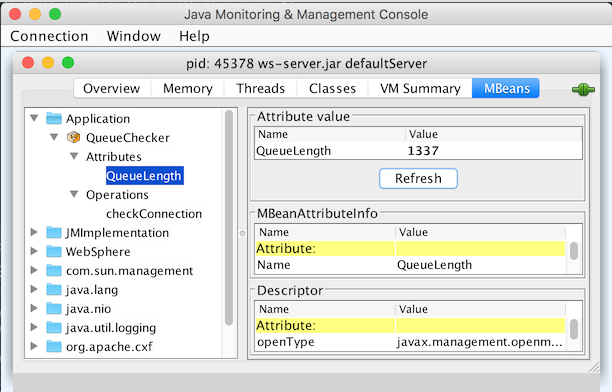 Java Monitoring & Management Console
Connection Window Help
pid: 45378 ws-server.jar defaultServer
Overview Memory Threads Classes VM Summary MBeans
Application
QueueChecker
Attributes
QueueLength
Operations
checkConnection
JMImplementation
WebSphere
com.sun.management
java.lang
java.nio
java.util.logging
org.apache.cxf
Attribute value
Name Value
QueueLength 1337
Refresh
MBeanAttributeInfo
Name Value
Attribute:
Name QueueLength
Descriptor
Name Value
Attribute:
openType javax.management.openm...